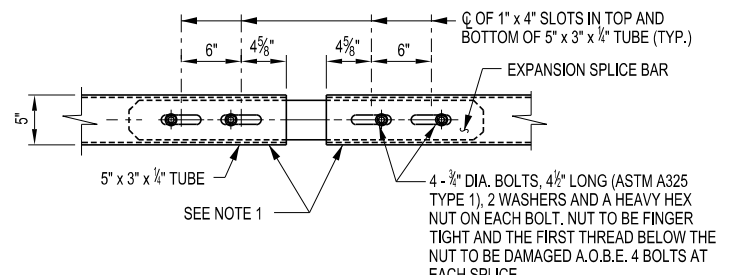 ℄ OF 1" x 4" SLOTS IN TOP AND
BOTTOM OF 5" x 3" x ¼" TUBE (TYP.)
6" 4⅝" 4⅝" 6"
EXPANSION SPLICE BAR
5"
5" x 3" x ¼" TUBE
SEE NOTE 1
4 - ¾" DIA. BOLTS, 4½" LONG (ASTM A325
TYPE 1), 2 WASHERS AND A HEAVY HEX
NUT ON EACH BOLT. NUT TO BE FINGER
TIGHT AND THE FIRST THREAD BELOW THE
NUT TO BE DAMAGED A.O.B.E. 4 BOLTS AT
EACH SPLICE